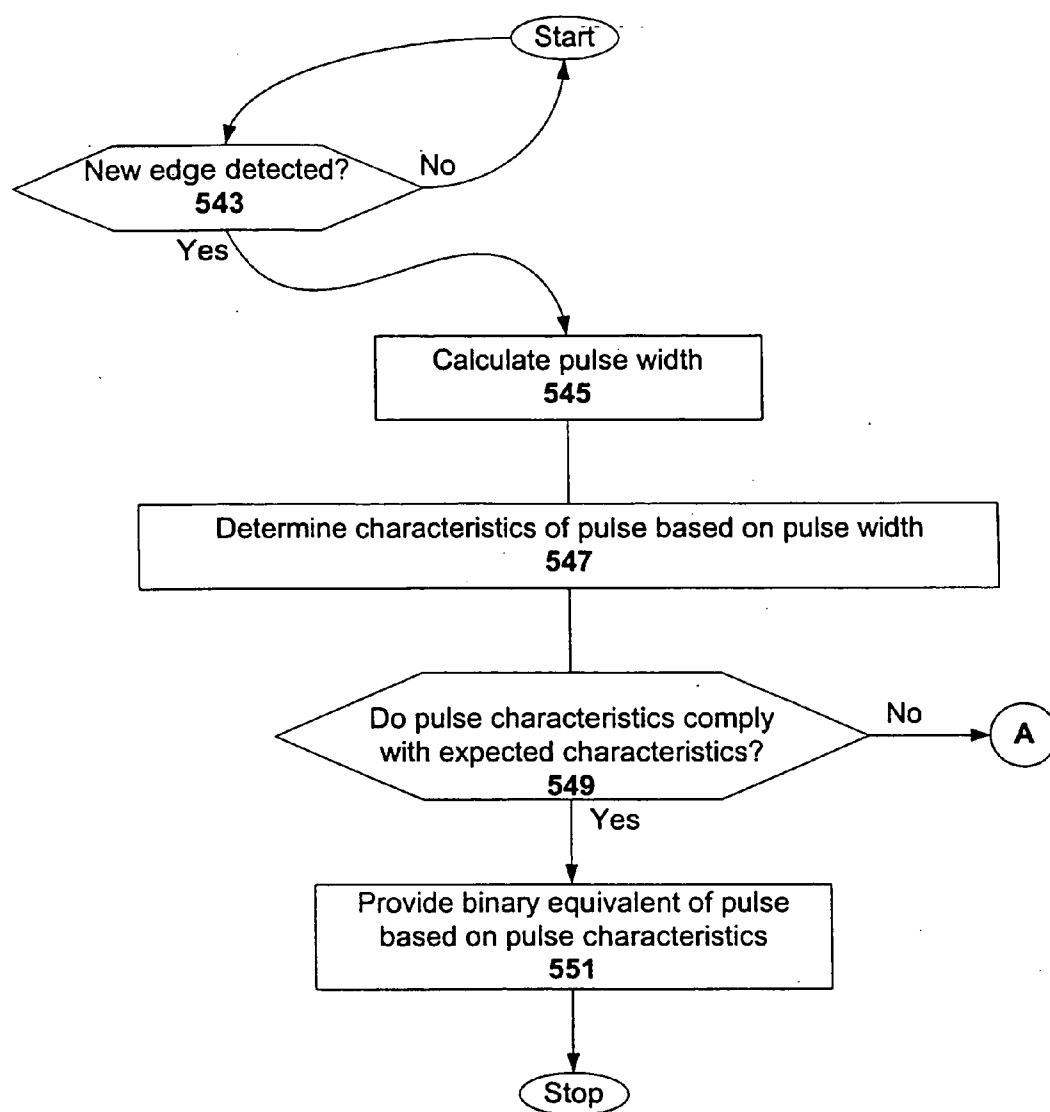 Start
New edge detected?
543
No
Yes
Calculate pulse width
545
Determine characteristics of pulse based on pulse width
547
Do pulse characteristics comply
with expected characteristics?
549
No
A
Yes
Provide binary equivalent of pulse
based on pulse characteristics
551
Stop